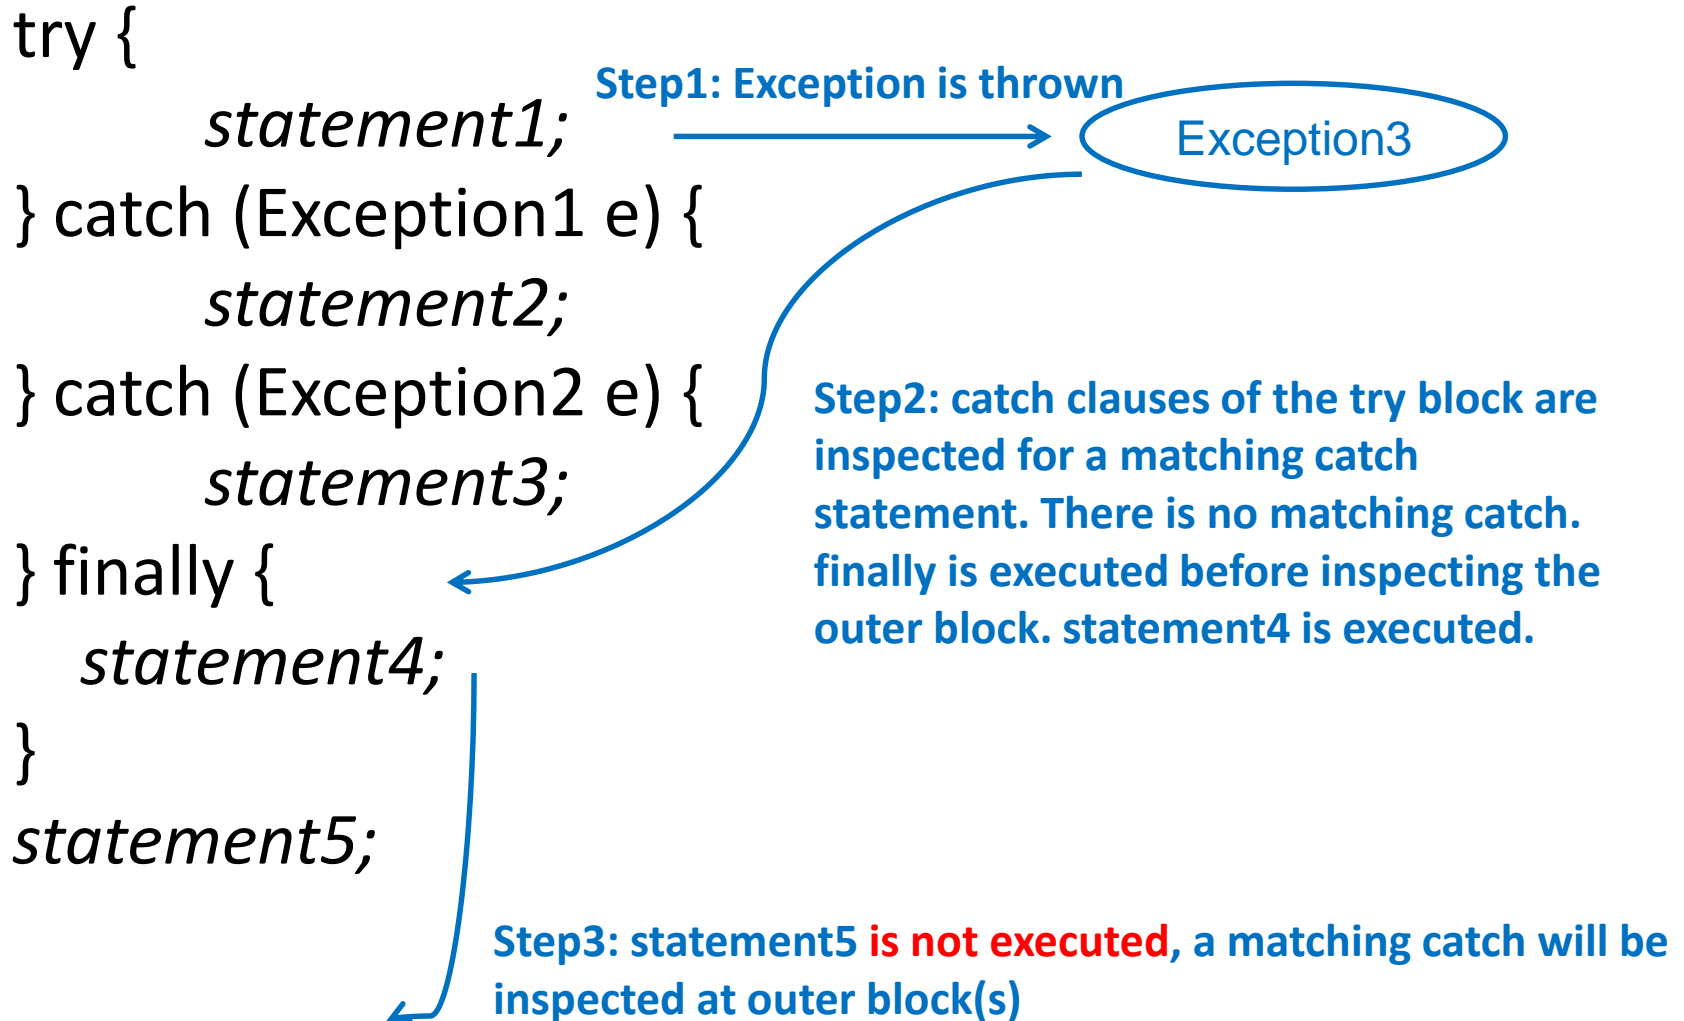 try {
Step1: Exception is thrown
statement1;
Exception3
} catch (Exception1 e) {
statement2;
} catch (Exception2 e) {
Step2: catch clauses of the try block are
inspected for a matching catch
statement3;
statement. There is no matching catch.
} finally {
finally is executed before inspecting the
outer block. statement4 is executed.
statement4;
}
statement5;
Step3: statement5 is not executed, a matching catch will be
inspected at outer block(s)